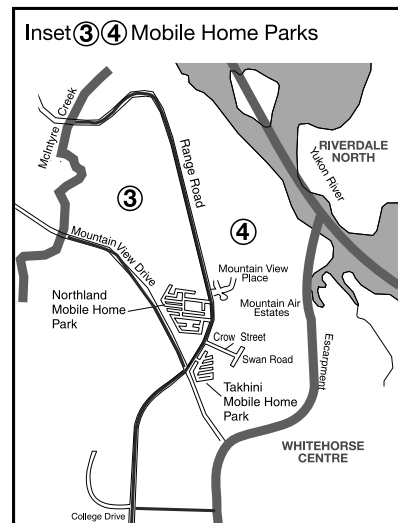 Inset ③ ④ Mobile Home Parks
McIntyre Creek
Range Road
RIVERDALE
NORTH
Yukon River
③
④
Mountain View Drive
Mountain View
Place
Northland
Mobile Home
Park
Mountain Air
Estates
Crow Street
Swan Road
Escarpment
Takhini
Mobile Home
Park
WHITEHORSE
CENTRE
College Drive